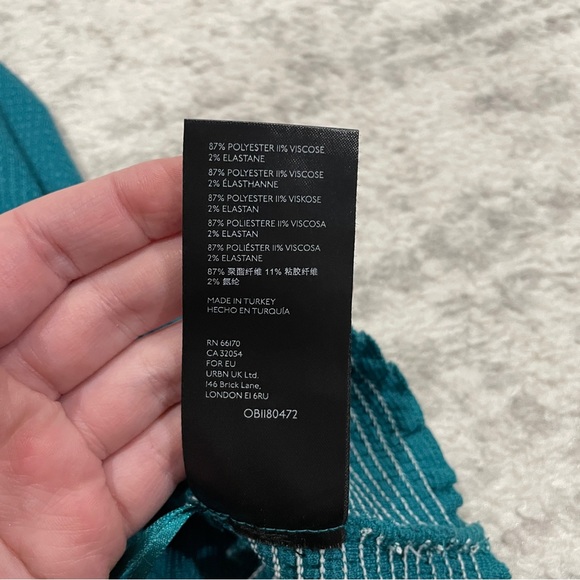 87% POLYESTER 11% VISCOSE
2% ELASTANE
87% POLYESTER 11% VISCOSE
2% ÉLASTHANNE
87% POLYESTER 11% VISKOSE
2% ELASTAN
87% POLIESTERE 11% VISCOSA
2% ELASTAN
87% POLIÉSTER 11% VISCOSA
2% ELASTANE
87% 聚酯纤维 11% 粘胶纤维
2% 氨纶
MADE IN TURKEY
HECHO EN TURQUÍA
RN 66170
CA 32054
FOR EU
URBN UK Ltd.
146 Brick Lane,
LONDON E1 6RU
OB1180472